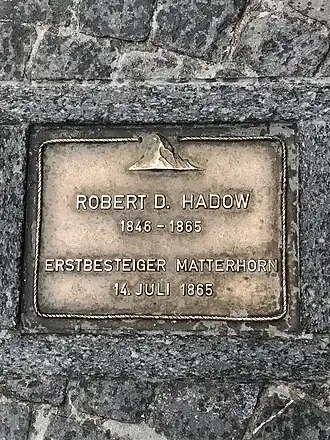 ROBERT D. HADOW
1846 - 1865
ERSTBESTEIGER MATTERHORN
14. JULI 1865